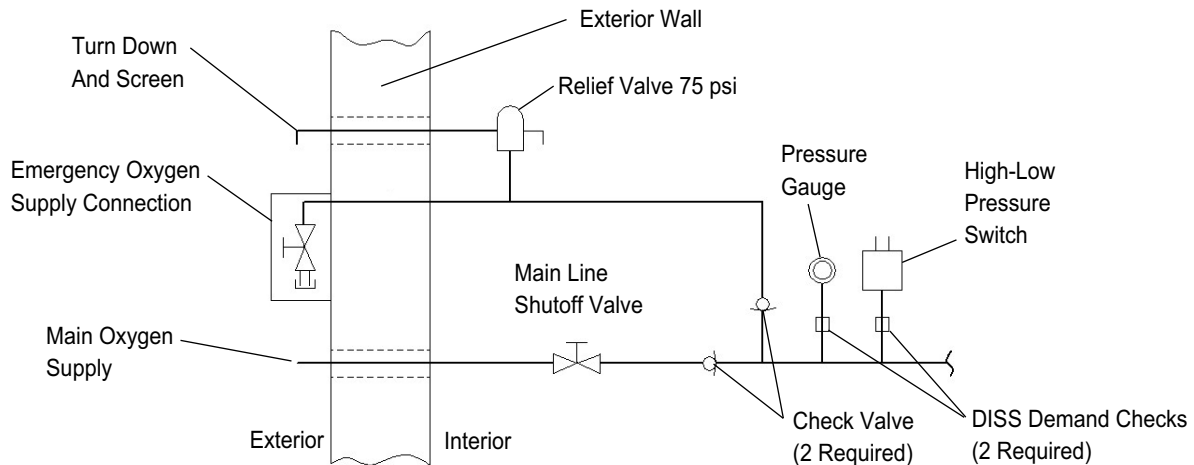 Exterior Wall
Turn Down
And Screen
Relief Valve 75 psi
Emergency Oxygen
Supply Connection
Pressure
Gauge
High-Low
Pressure
Switch
Main Line
Shutoff Valve
Main Oxygen
Supply
Exterior
Interior
Check Valve
(2 Required)
DISS Demand Checks
(2 Required)